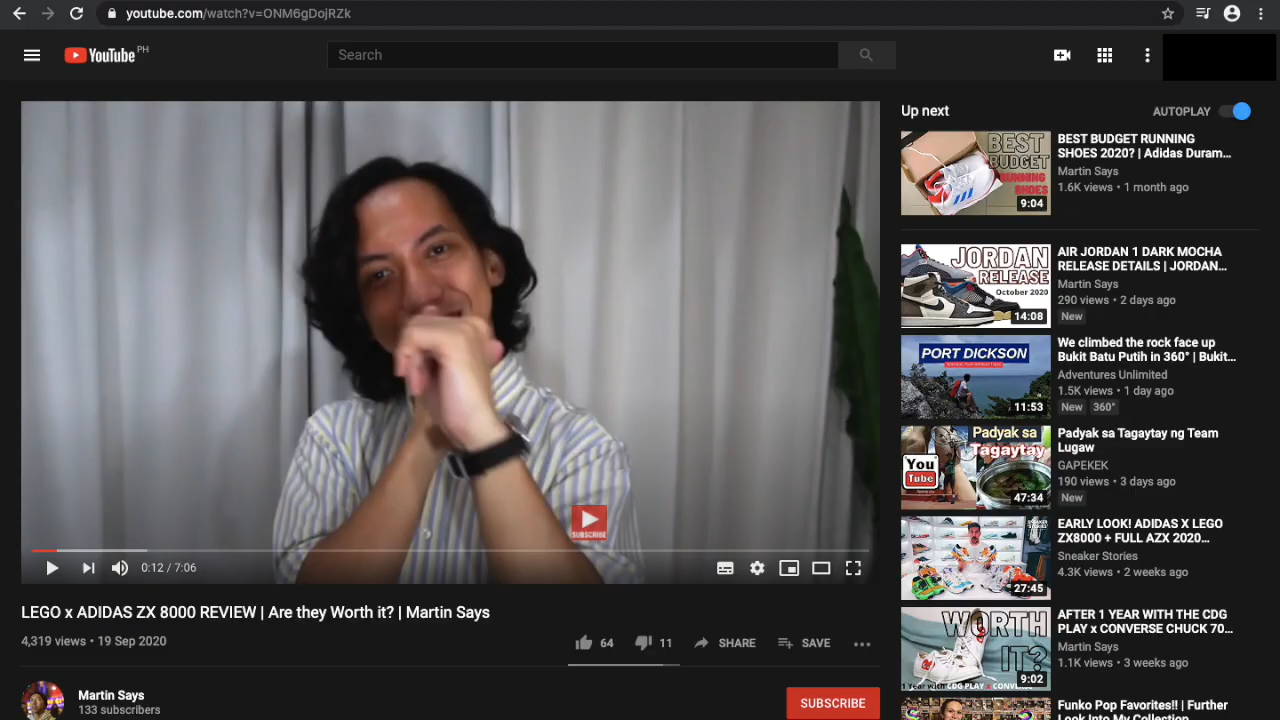 youtube.com/watch?v=ONM6gDojRZk
YouTube PH
Search
Up next
AUTOPLAY
BEST BUDGET RUNNING SHOES
9:04
BEST BUDGET RUNNING
SHOES 2020? | Adidas Duram...
Martin Says
1.6K views • 1 month ago
JORDAN
RELEASE
October 2020
14:08
AIR JORDAN 1 DARK MOCHA
RELEASE DETAILS | JORDAN...
Martin Says
290 views • 2 days ago
New
PORT DICKSON
11:53
We climbed the rock face up
Bukit Batu Putih in 360° | Bukit...
Adventures Unlimited
1.5K views • 1 day ago
New 360°
Padyak sa
Tagaytay
You
Tube
47:34
Padyak sa Tagaytay ng Team
Lugaw
GAPEKEK
190 views • 3 days ago
New
27:45
EARLY LOOK! ADIDAS X LEGO
ZX8000 + FULL AZX 2020...
Sneaker Stories
4.3K views • 2 weeks ago
WORTH
IT?
1 Year with CDG PLAY x CONVERSE
9:02
AFTER 1 YEAR WITH THE CDG
PLAY x CONVERSE CHUCK 70...
Martin Says
1.1K views • 3 weeks ago
Funko Pop Favorites!! | Further
Look Into My Collection
SUBSCRIBE
0:12 / 7:06
LEGO x ADIDAS ZX 8000 REVIEW | Are they Worth it? | Martin Says
4,319 views • 19 Sep 2020
64
11
SHARE
SAVE
Martin Says
133 subscribers
SUBSCRIBE